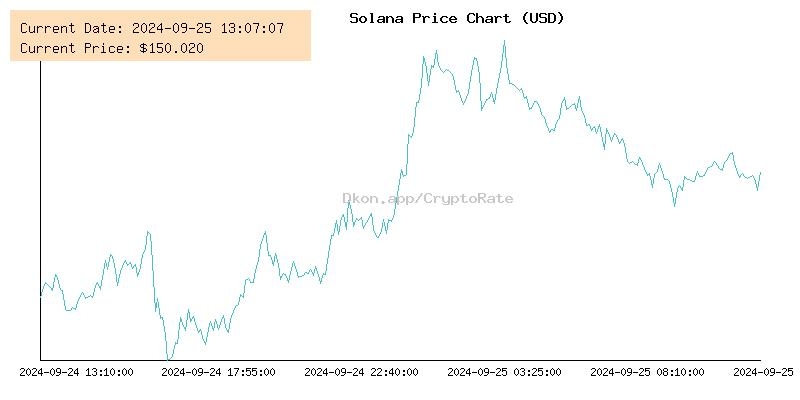 Solana Price Chart (USD)
Current Date: 2024-09-25 13:07:07
Current Price: $150.020
Dkon.app/CryptoRate
2024-09-24 13:10:00 2024-09-24 17:55:00 2024-09-24 22:40:00 2024-09-25 03:25:00 2024-09-25 08:10:00 2024-09-25